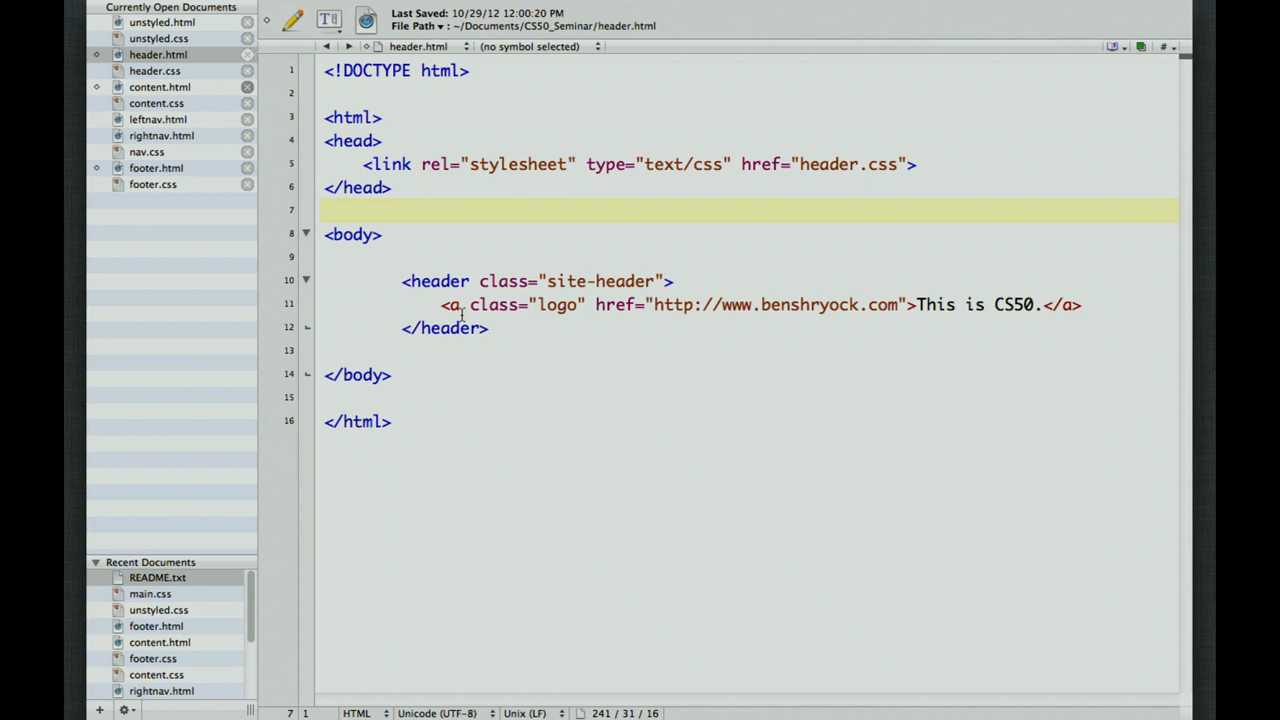 Currently Open Documents
unstyled.html
unstyled.css
header.html
header.css
content.html
content.css
leftnav.html
rightnav.html
nav.css
footer.html
footer.css
Recent Documents
README.txt
main.css
unstyled.css
footer.html
content.html
footer.css
content.css
rightnav.html
T
Last Saved: 10/29/12 12:00:20 PM
File Path ▾ : ~/Documents/CS50_Seminar/header.html
header.html (no symbol selected) #
1 <!DOCTYPE html>
2
3 <html>
4 <head>
5 <link rel="stylesheet" type="text/css" href="header.css">
6 </head>
7
8 <body>
9
10 <header class="site-header">
11 <a class="logo" href="http://www.benshryock.com">This is CS50.</a>
12 </header>
13
14 </body>
15
16 </html>
7 1 HTML Unicode (UTF-8) Unix (LF) 241 / 31 / 16